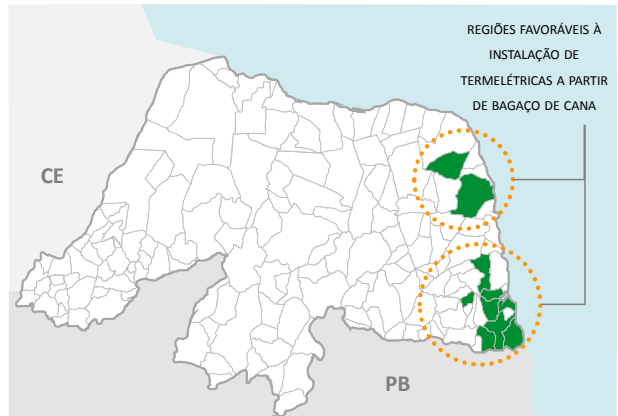 REGIÕES FAVORÁVEIS À
INSTALAÇÃO DE
TERMELÉTRICAS A PARTIR
DE BAGAÇO DE CANA
CE
PB